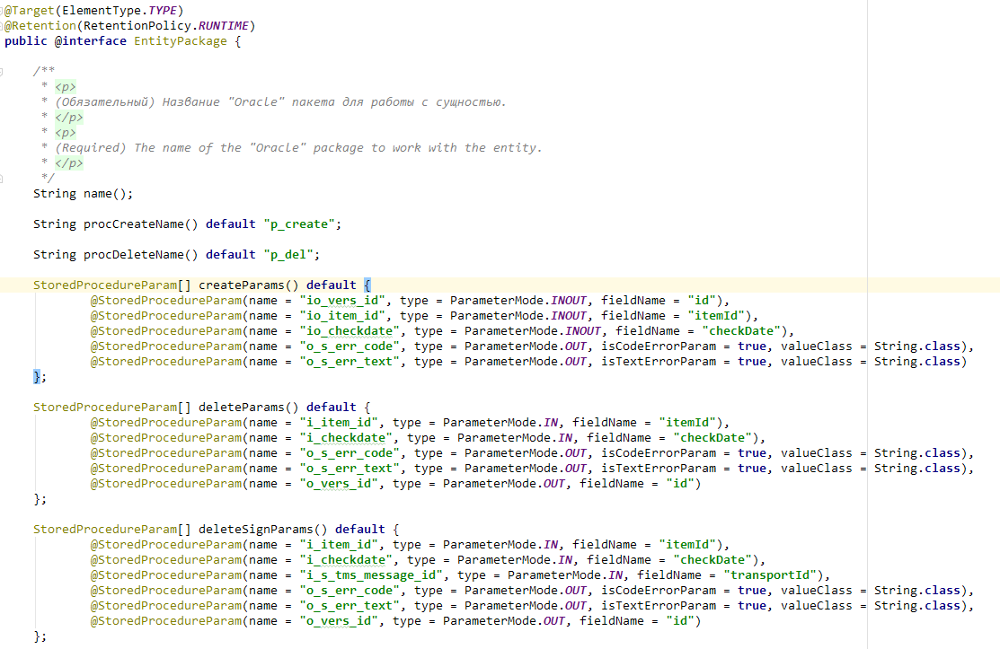 @Target(ElementType.TYPE)
@Retention(RetentionPolicy.RUNTIME)
public @interface EntityPackage {
/**
* <p>
* (Обязательный) Название "Oracle" пакета для работы с сущностью.
* </p>
* <p>
* (Required) The name of the "Oracle" package to work with the entity.
* </p>
*/
String name();
String procCreateName() default "p_create";
String procDeleteName() default "p_del";
StoredProcedureParam[] createParams() default {
@StoredProcedureParam(name = "io_vers_id", type = ParameterMode.INOUT, fieldName = "id"),
@StoredProcedureParam(name = "io_item_id", type = ParameterMode.INOUT, fieldName = "itemId"),
@StoredProcedureParam(name = "io_checkdate", type = ParameterMode.INOUT, fieldName = "checkDate"),
@StoredProcedureParam(name = "o_s_err_code", type = ParameterMode.OUT, isCodeErrorParam = true, valueClass = String.class),
@StoredProcedureParam(name = "o_s_err_text", type = ParameterMode.OUT, isTextErrorParam = true, valueClass = String.class)
};
StoredProcedureParam[] deleteParams() default {
@StoredProcedureParam(name = "i_item_id", type = ParameterMode.IN, fieldName = "itemId"),
@StoredProcedureParam(name = "i_checkdate", type = ParameterMode.IN, fieldName = "checkDate"),
@StoredProcedureParam(name = "o_s_err_code", type = ParameterMode.OUT, isCodeErrorParam = true, valueClass = String.class),
@StoredProcedureParam(name = "o_s_err_text", type = ParameterMode.OUT, isTextErrorParam = true, valueClass = String.class),
@StoredProcedureParam(name = "o_vers_id", type = ParameterMode.OUT, fieldName = "id")
};
StoredProcedureParam[] deleteSignParams() default {
@StoredProcedureParam(name = "i_item_id", type = ParameterMode.IN, fieldName = "itemId"),
@StoredProcedureParam(name = "i_checkdate", type = ParameterMode.IN, fieldName = "checkDate"),
@StoredProcedureParam(name = "i_s_tms_message_id", type = ParameterMode.IN, fieldName = "transportId"),
@StoredProcedureParam(name = "o_s_err_code", type = ParameterMode.OUT, isCodeErrorParam = true, valueClass = String.class),
@StoredProcedureParam(name = "o_s_err_text", type = ParameterMode.OUT, isTextErrorParam = true, valueClass = String.class),
@StoredProcedureParam(name = "o_vers_id", type = ParameterMode.OUT, fieldName = "id")
};